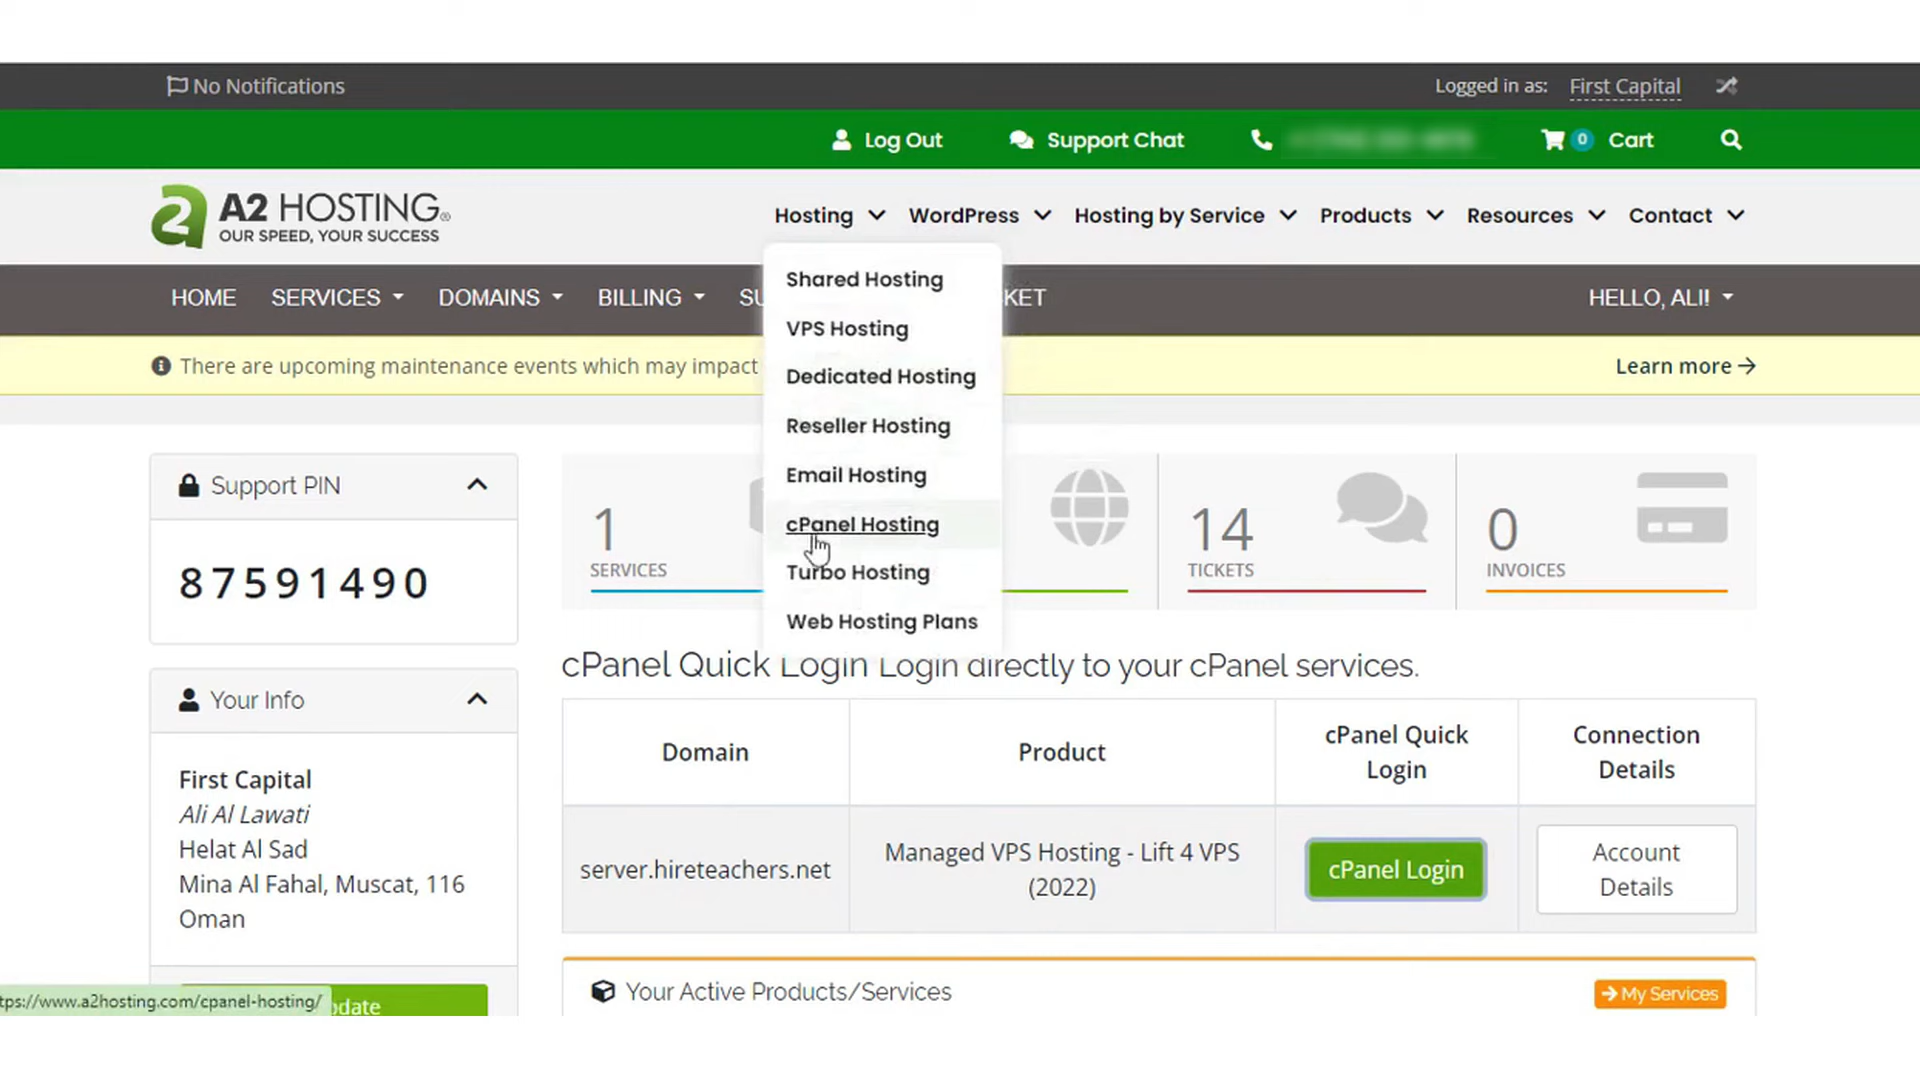 No Notifications
Logged in as: First Capital
Log Out
Support Chat
0 Cart
A2 HOSTING®
OUR SPEED, YOUR SUCCESS
Hosting
WordPress
Hosting by Service
Products
Resources
Contact
HOME
SERVICES
DOMAINS
BILLING
SU
KET
HELLO, ALI!
Shared Hosting
VPS Hosting
Dedicated Hosting
Reseller Hosting
Email Hosting
cPanel Hosting
Turbo Hosting
Web Hosting Plans
There are upcoming maintenance events which may impact
Learn more
Support PIN
87591490
1
SERVICES
14
TICKETS
0
INVOICES
Your Info
First Capital
Ali Al Lawati
Helat Al Sad
Mina Al Fahal, Muscat, 116
Oman
pdate
cPanel Quick Login Login directly to your cPanel services.
Domain
Product
cPanel Quick
Login
Connection
Details
server.hireteachers.net
Managed VPS Hosting - Lift 4 VPS
(2022)
cPanel Login
Account
Details
Your Active Products/Services
My Services
tps://www.a2hosting.com/cpanel-hosting/